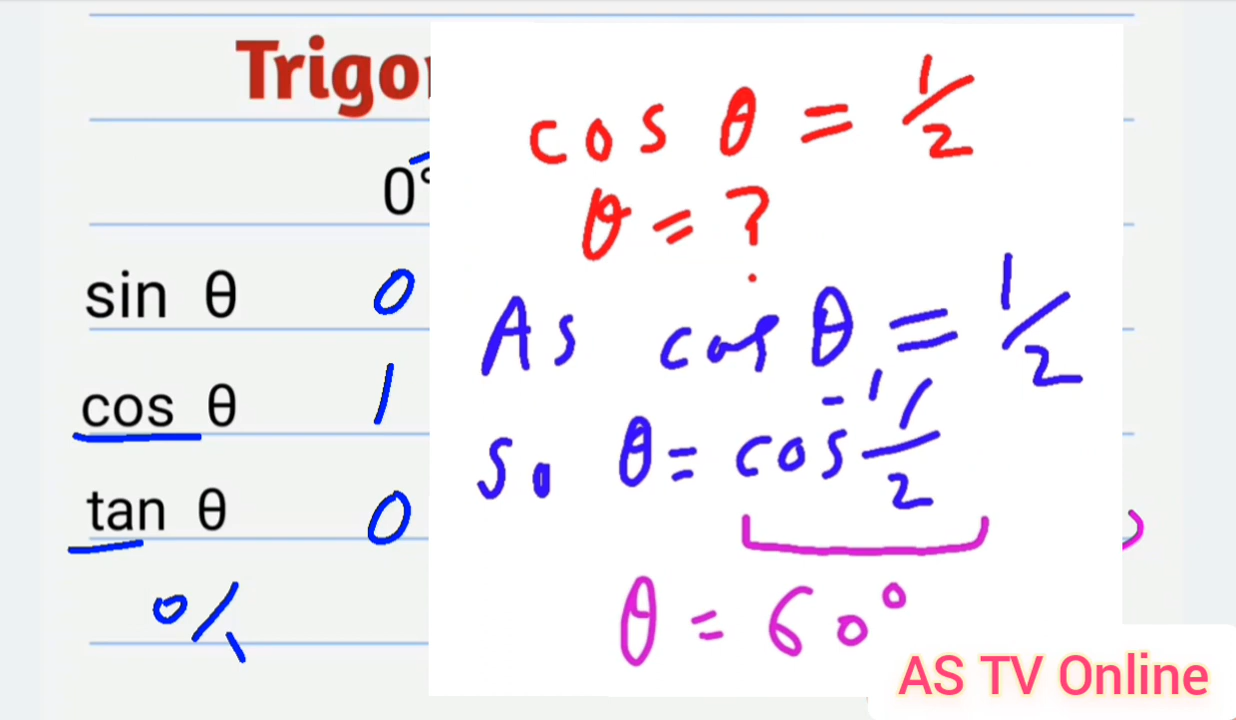 Trigo
0°
sin θ 0
cos θ 1
tan θ 0
0/1
cos θ = 1/2
θ = ?
As cos θ = 1/2
So θ = cos⁻¹ 1/2
θ = 60°
AS TV Online